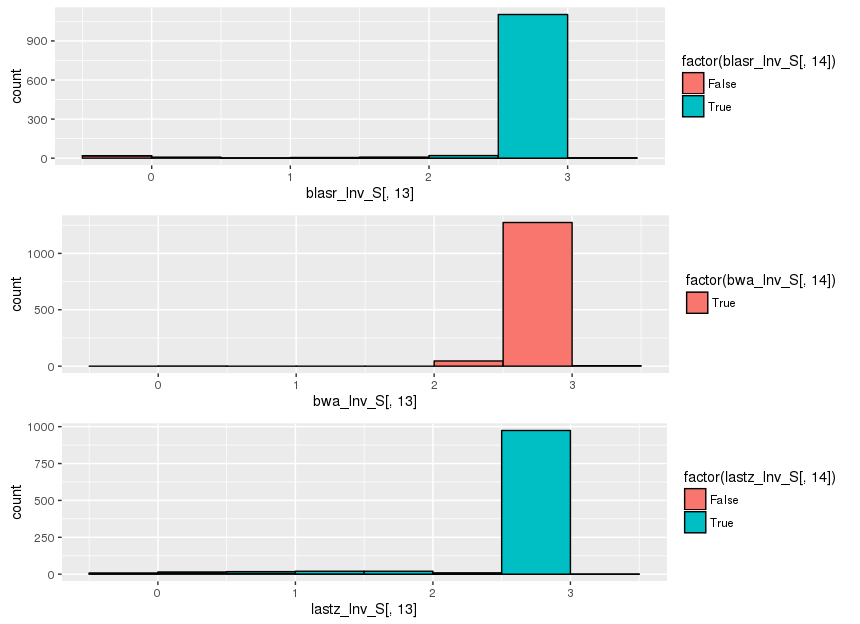 900
600
300
0
count
0 1 2 3
blasr_Inv_S[, 13]
factor(blasr_Inv_S[, 14])
False
True
1000
500
0
count
0 1 2 3
bwa_Inv_S[, 13]
factor(bwa_Inv_S[, 14])
True
1000
750
500
250
0
count
0 1 2 3
lastz_Inv_S[, 13]
factor(lastz_Inv_S[, 14])
False
True